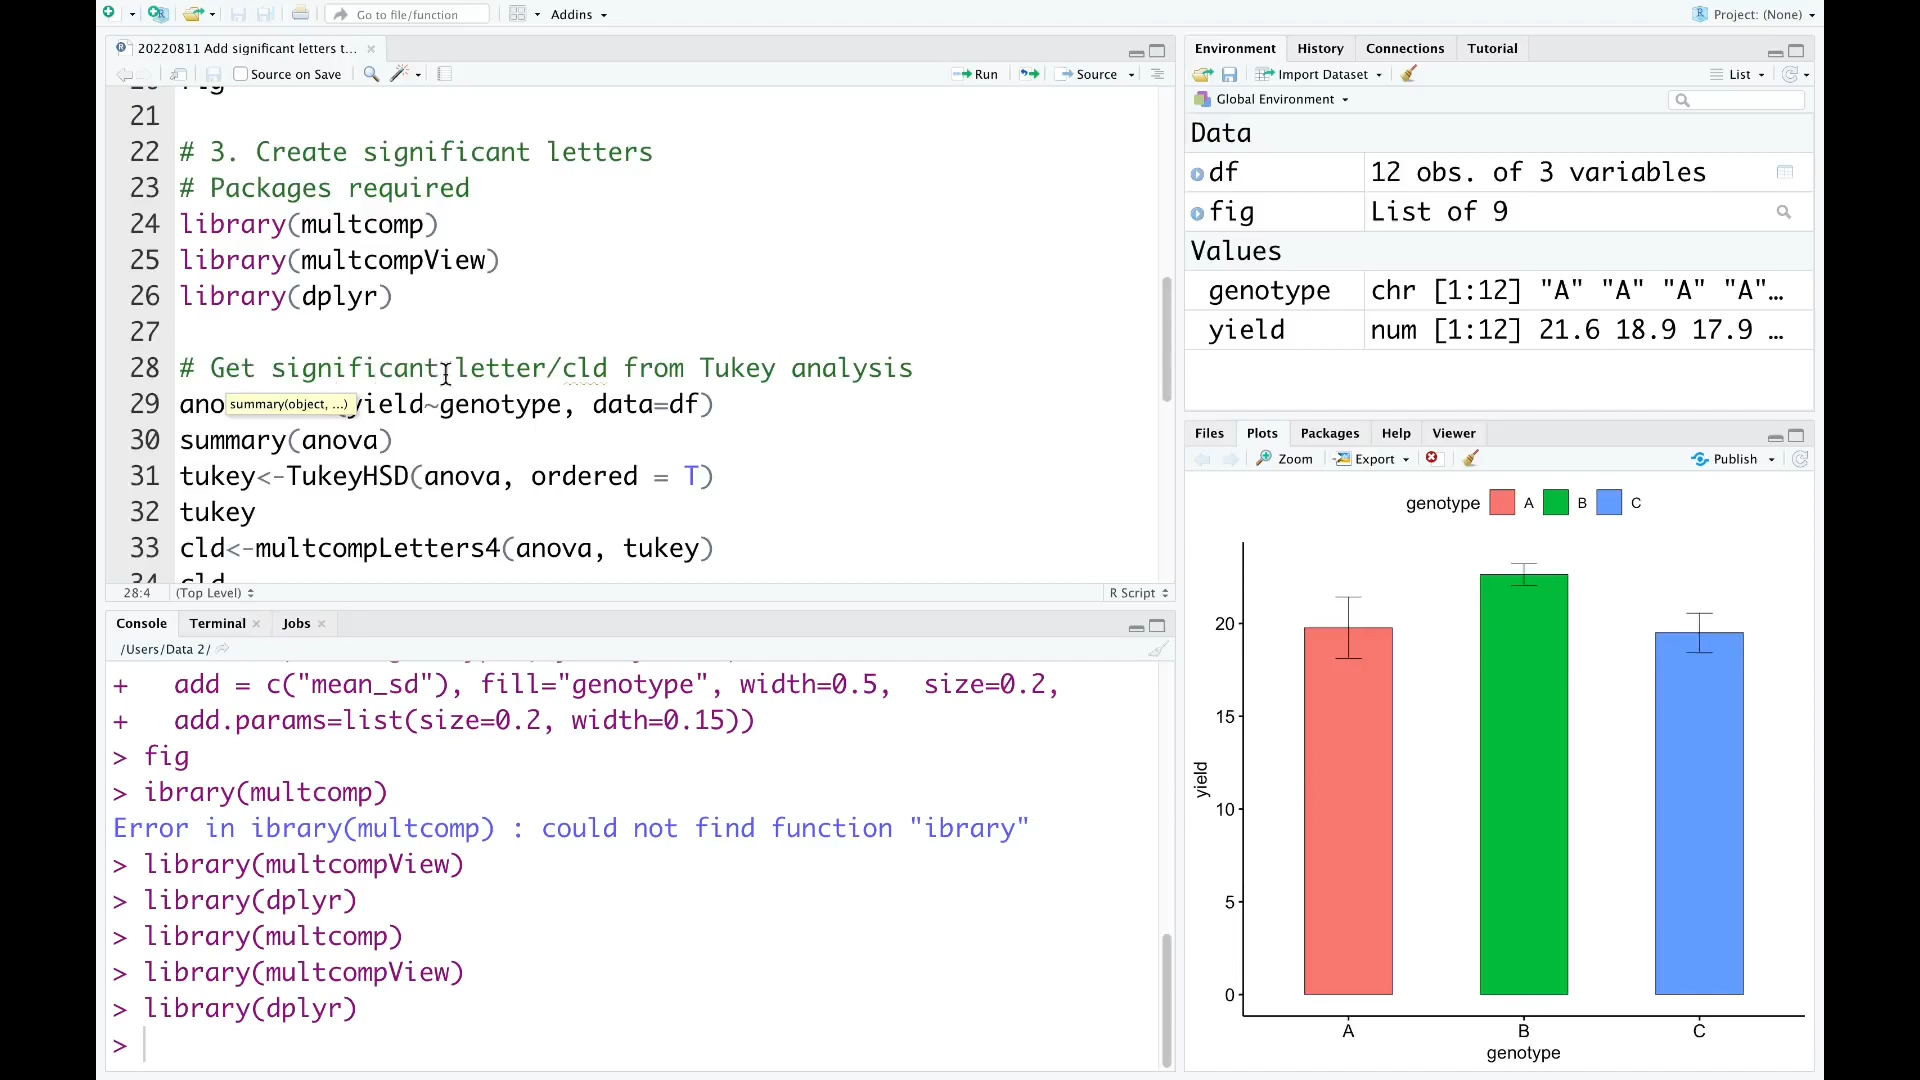 Go to file/function
Addins
Project: (None)
20220811 Add significant letters t...
Source on Save
Run
Source
fig
21
22 # 3. Create significant letters
23 # Packages required
24 library(multcomp)
25 library(multcompView)
26 library(dplyr)
27
28 # Get significant letter/cld from Tukey analysis
29 ano yield~genotype, data=df)
summary(object, ...)
30 summary(anova)
31 tukey<-TukeyHSD(anova, ordered = T)
32 tukey
33 cld<-multcompLetters4(anova, tukey)
34 cld
28:4 (Top Level) R Script
Console Terminal Jobs
/Users/Data 2/
+ add = c("mean_sd"), fill="genotype", width=0.5, size=0.2,
+ add.params=list(size=0.2, width=0.15))
> fig
> ibrary(multcomp)
Error in ibrary(multcomp) : could not find function "ibrary"
> library(multcompView)
> library(dplyr)
> library(multcomp)
> library(multcompView)
> library(dplyr)
>
Environment History Connections Tutorial
Import Dataset List
Global Environment
Data
df 12 obs. of 3 variables
fig List of 9
Values
genotype chr [1:12] "A" "A" "A" "A"…
yield num [1:12] 21.6 18.9 17.9 …
Files Plots Packages Help Viewer
Zoom Export Publish
genotype A B C
20
15
10
5
0
yield
A B C
genotype